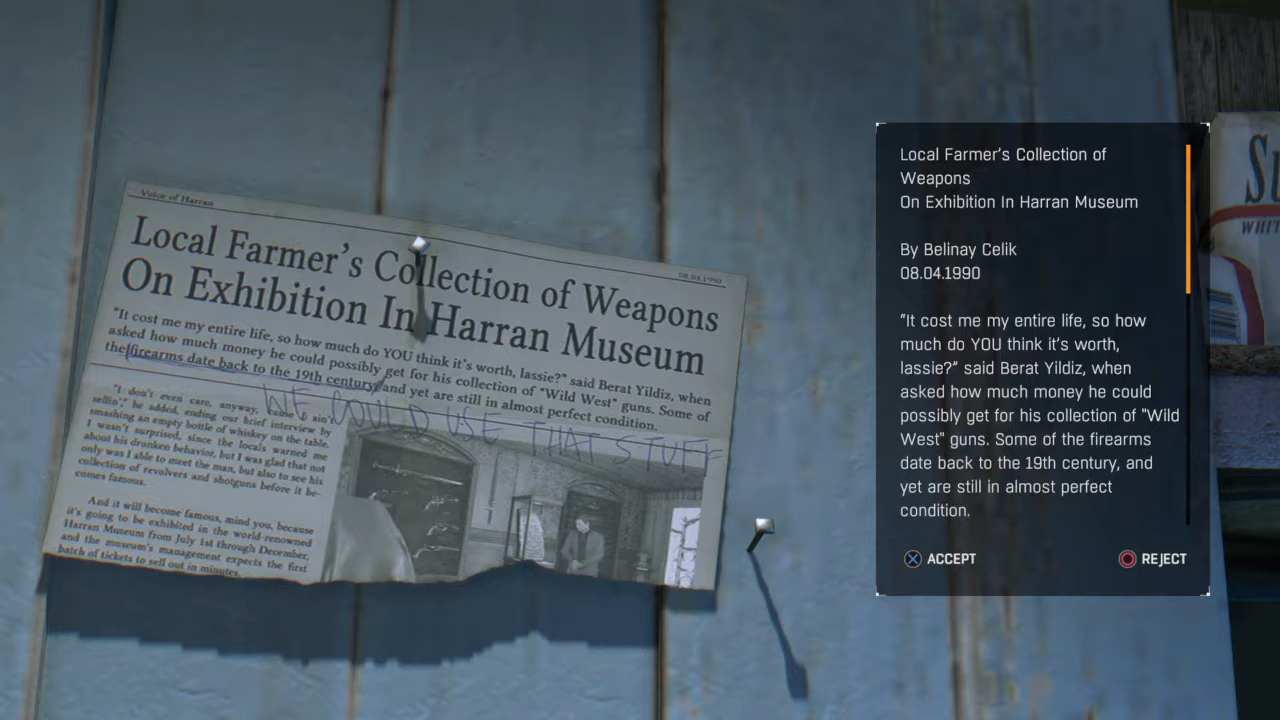 Voice of Harran
08.04.1990
Local Farmer's Collection of Weapons
On Exhibition In Harran Museum
"It cost me my entire life, so how much do YOU think it's worth, lassie?" said Berat Yildiz, when
asked how much money he could possibly get for his collection of "Wild West" guns. Some of
the firearms date back to the 19th century, and yet are still in almost perfect condition.
WE COULD USE THAT STUFF
"I don't even care, anyway, 'cause I ain't
sellin'," he added, ending our brief interview by
smashing an empty bottle of whiskey on the table.
I wasn't surprised, since the locals warned me
about his drunken behavior, but I was glad that not
only was I able to meet the man, but also to see his
collection of revolvers and shotguns before it be-
comes famous.
And it will become famous, mind you, because
it's going to be exhibited in the world-renowned
Harran Museum from July 1st through December,
and the museum's management expects the first
batch of tickets to sell out in minutes.
Local Farmer's Collection of
Weapons
On Exhibition In Harran Museum
By Belinay Celik
08.04.1990
"It cost me my entire life, so how
much do YOU think it's worth,
lassie?" said Berat Yildiz, when
asked how much money he could
possibly get for his collection of "Wild
West" guns. Some of the firearms
date back to the 19th century, and
yet are still in almost perfect
condition.
ACCEPT
REJECT